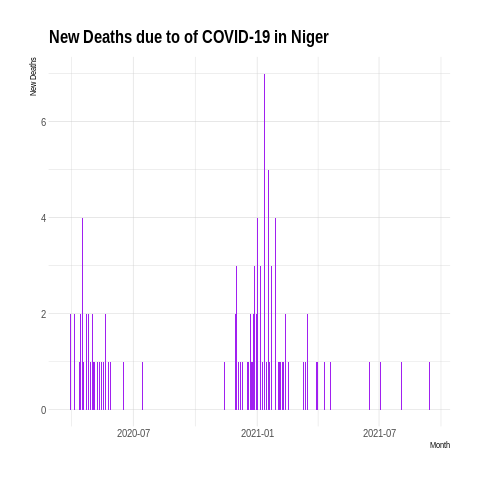 New Deaths due to of COVID-19 in Niger
New Deaths
6
4
2
0
2020-07 2021-01 2021-07
Month